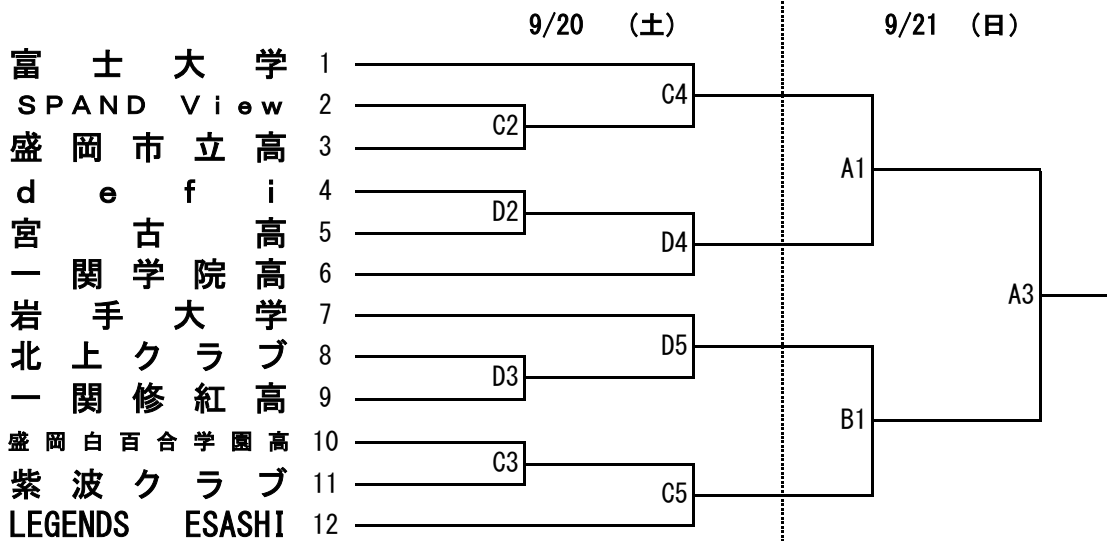 9/20 (土) 9/21 (日)
富士大学 1
C4
SPAND View 2
C2
盛岡市立高 3
A1
defi 4
D2
宮古高 5
D4
一関学院高 6
A3
岩手大学 7
D5
北上クラブ 8
D3
一関修紅高 9
B1
盛岡白百合学園高 10
C3
紫波クラブ 11
C5
LEGENDS ESASHI 12